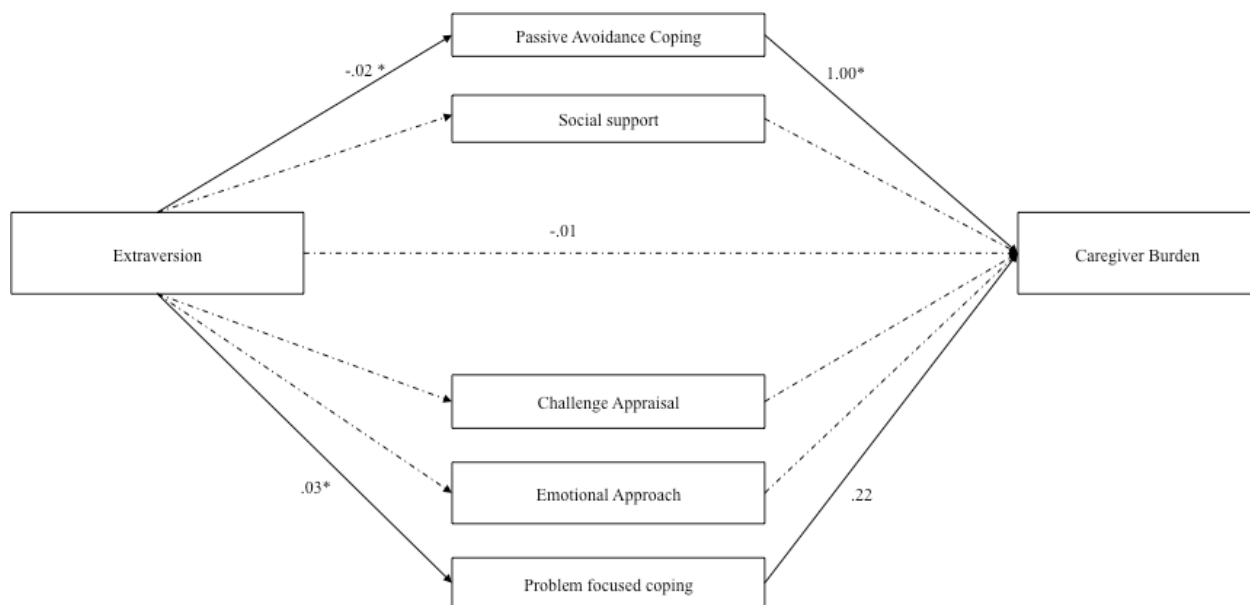 Passive Avoidance Coping
-.02 *
1.00*
Social support
-.01
Extraversion
Caregiver Burden
Challenge Appraisal
.03*
Emotional Approach
.22
Problem focused coping